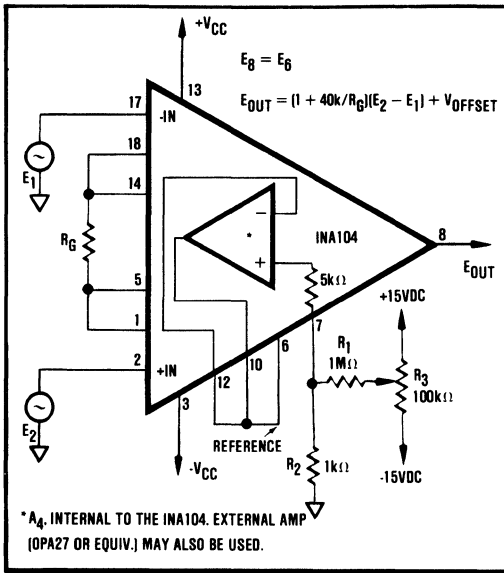 +VCC
E8 = E6
EOUT = (1 + 40k/RG)(E2 − E1) + VOFFSET
13
17
-IN
18
E1
14
−
*
INA104
8
RG
+
EOUT
5kΩ
5
+15VDC
1
7
6
R1
1MΩ
R3
100kΩ
2
+IN
10
12
3
E2
REFERENCE
R2
1kΩ
-VCC
-15VDC
*A4, INTERNAL TO THE INA104. EXTERNAL AMP
(OPA27 OR EQUIV.) MAY ALSO BE USED.